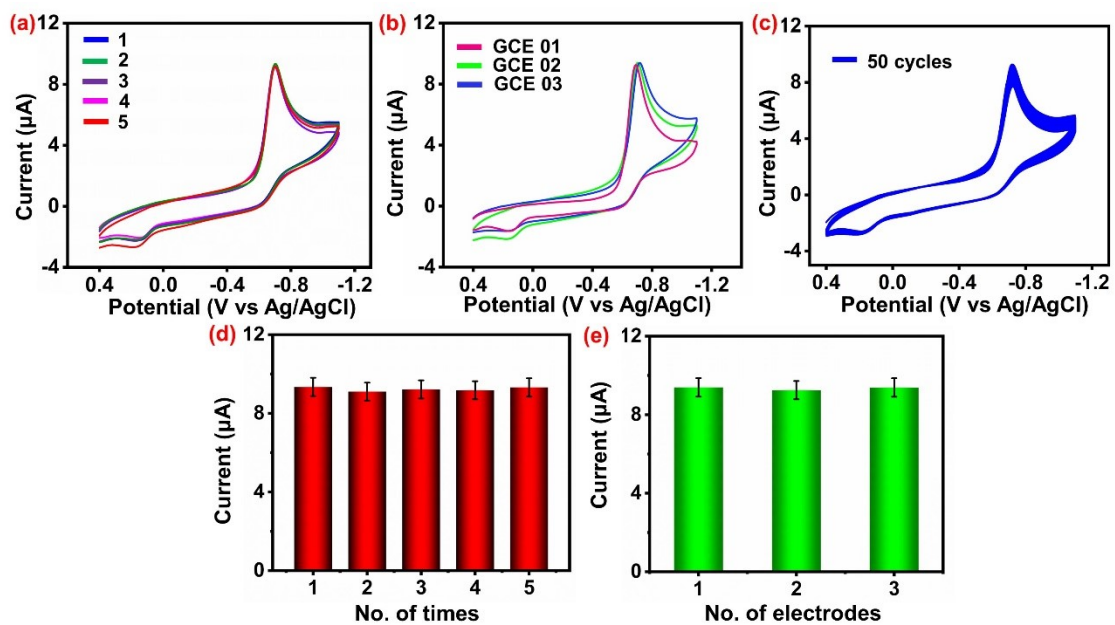 (a)
12
8
4
0
-4
Current (µA)
1
2
3
4
5
0.4 0.0 -0.4 -0.8 -1.2
Potential (V vs Ag/AgCl)
(b)
12
8
4
0
-4
Current (µA)
GCE 01
GCE 02
GCE 03
0.4 0.0 -0.4 -0.8 -1.2
Potential (V vs Ag/AgCl)
(c)
12
8
4
0
-4
Current (µA)
50 cycles
0.4 0.0 -0.4 -0.8 -1.2
Potential (V vs Ag/AgCl)
(d)
12
8
4
0
Current (µA)
1 2 3 4 5
No. of times
(e)
12
8
4
0
Current (µA)
1 2 3
No. of electrodes